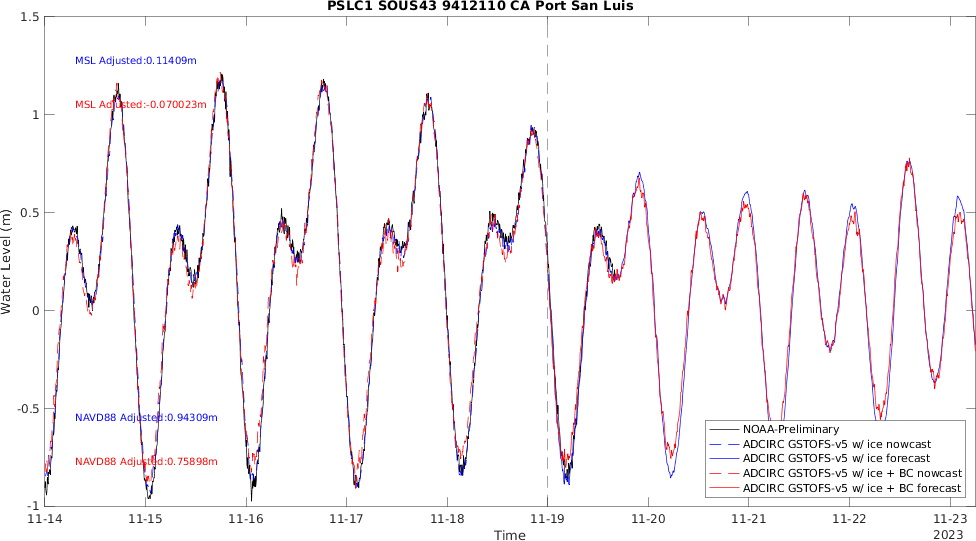 PSLC1 SOUS43 9412110 CA Port San Luis
1.5
MSL Adjusted:0.11409m
MSL Adjusted:-0.070023m
1
0.5
Water Level (m)
0
-0.5
NAVD88 Adjusted:0.94309m
NAVD88 Adjusted:0.75898m
-1
NOAA-Preliminary
ADCIRC GSTOFS-v5 w/ ice nowcast
ADCIRC GSTOFS-v5 w/ ice forecast
ADCIRC GSTOFS-v5 w/ ice + BC nowcast
ADCIRC GSTOFS-v5 w/ ice + BC forecast
11-14 11-15 11-16 11-17 11-18 11-19 11-20 11-21 11-22 11-23
Time 2023